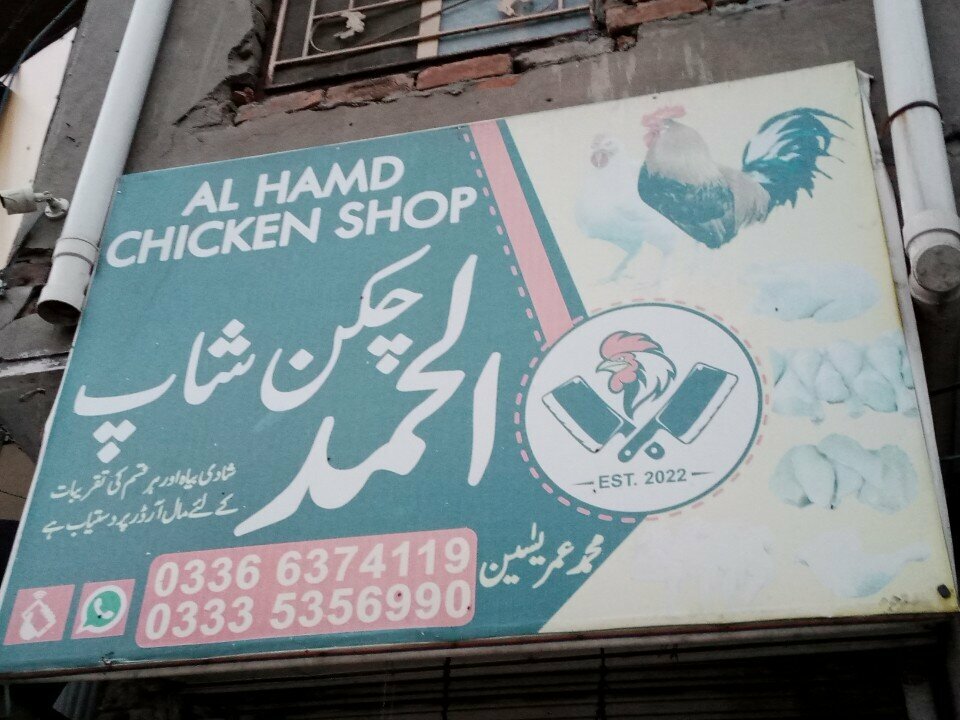 AL HAMD
CHICKEN SHOP
الحمد چکن شاپ
شادی بیاہ اور ہر قسم کی تقریبات
کے لئے مال آرڈر پر دستیاب ہے
EST. 2022
محمد عمر یٰسین
0336 6374119
0333 5356990